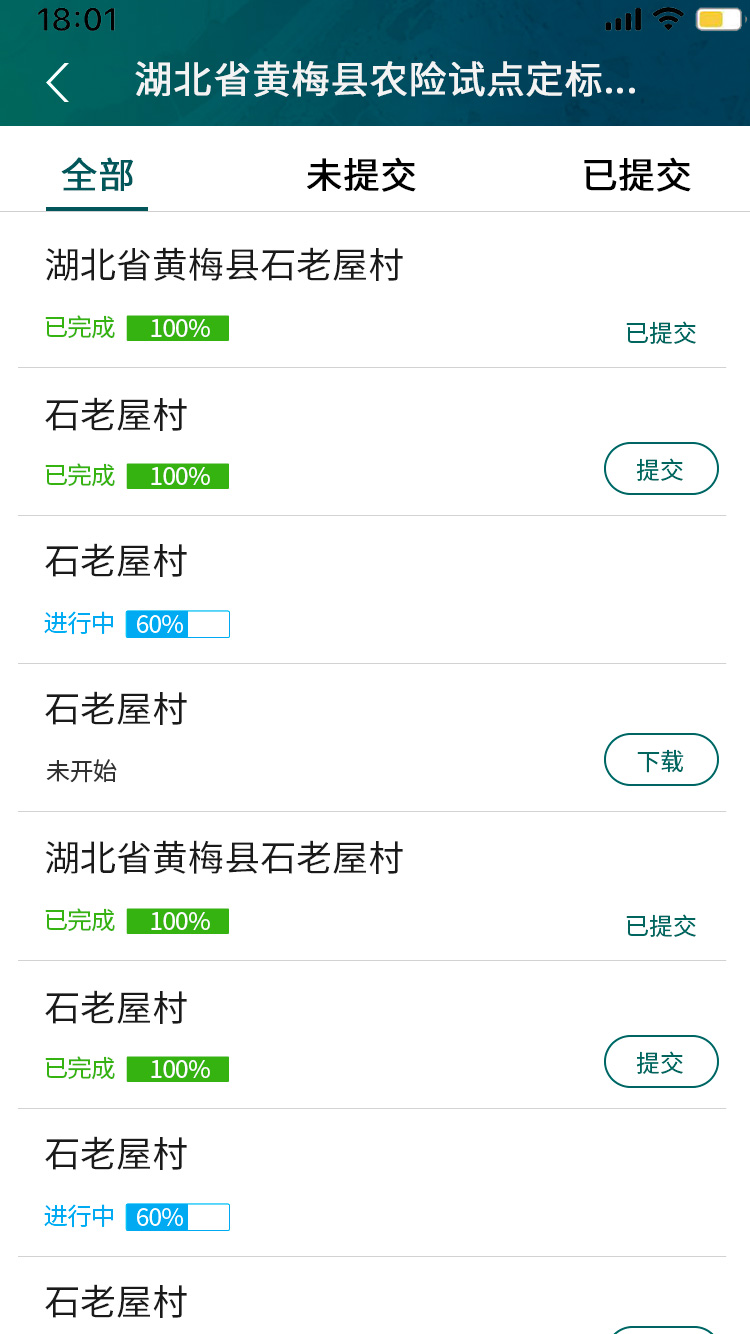 18:01
湖北省黄梅县农险试点定标...
全部 未提交 已提交
湖北省黄梅县石老屋村
已完成 100% 已提交
石老屋村
已完成 100% 提交
石老屋村
进行中 60%
石老屋村
未开始 下载
湖北省黄梅县石老屋村
已完成 100% 已提交
石老屋村
已完成 100% 提交
石老屋村
进行中 60%
石老屋村